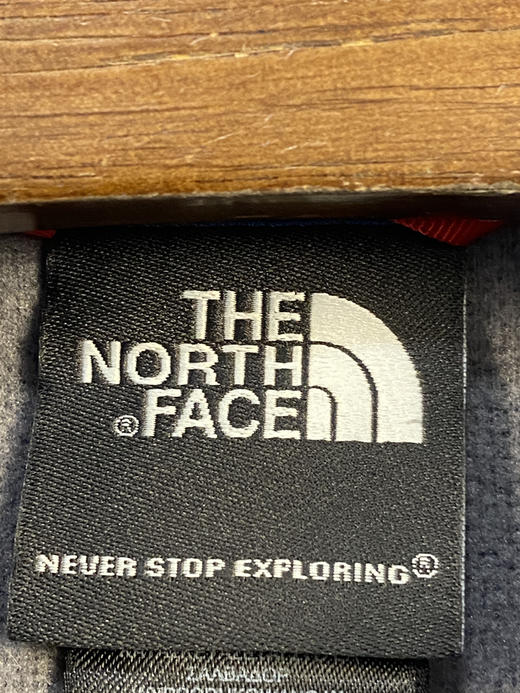 THE
NORTH
® FACE
NEVER STOP EXPLORING®